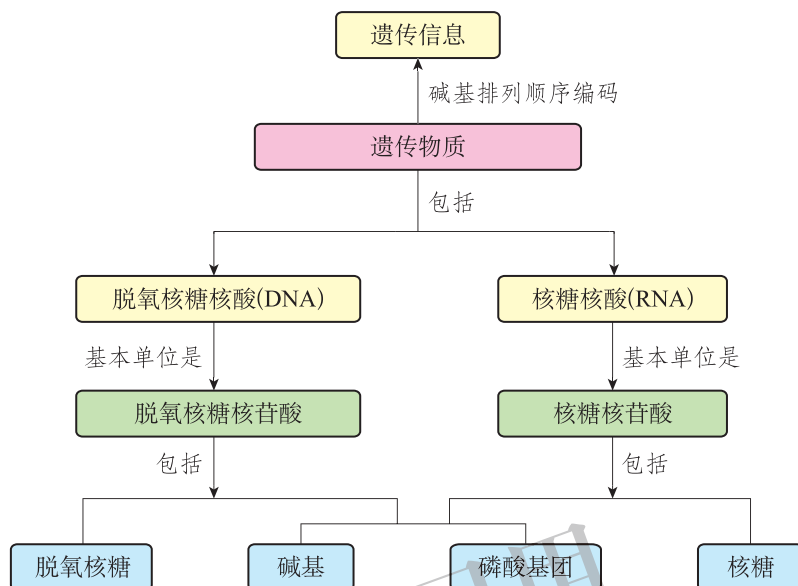 遗传信息
碱基排列顺序编码
遗传物质
包括
脱氧核糖核酸(DNA)
核糖核酸(RNA)
基本单位是
基本单位是
脱氧核糖核苷酸
核糖核苷酸
包括
包括
脱氧核糖
碱基
磷酸基团
核糖